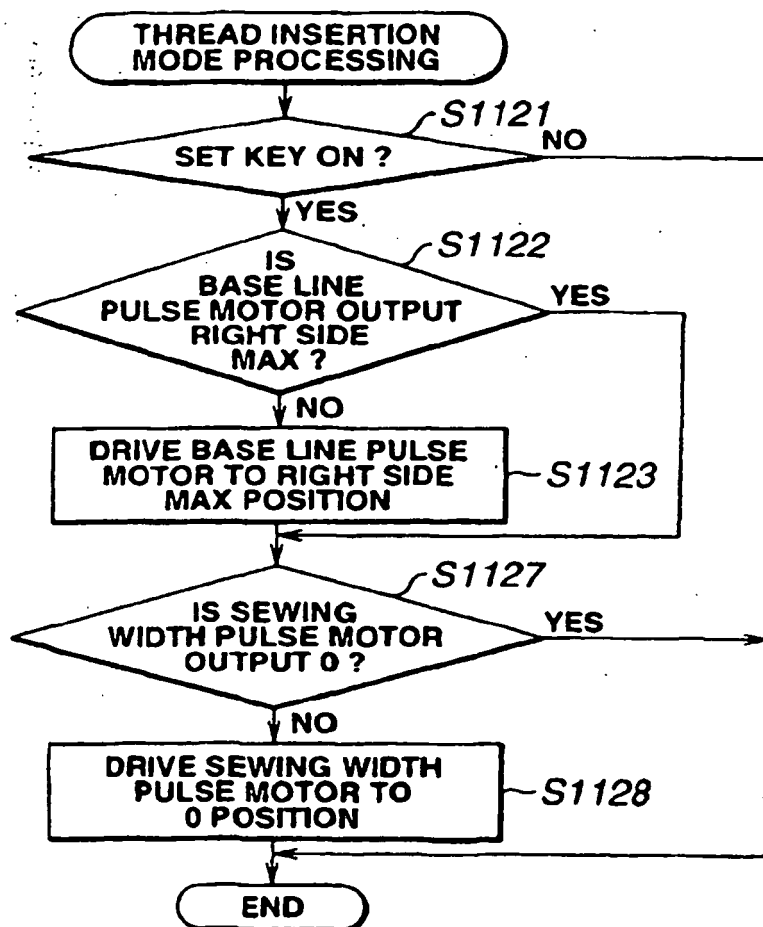 THREAD INSERTION
MODE PROCESSING
S1121
SET KEY ON ?
NO
YES
S1122
IS
BASE LINE
PULSE MOTOR OUTPUT
RIGHT SIDE
MAX ?
YES
NO
DRIVE BASE LINE PULSE
MOTOR TO RIGHT SIDE
MAX POSITION
S1123
S1127
IS SEWING
WIDTH PULSE MOTOR
OUTPUT 0 ?
YES
NO
DRIVE SEWING WIDTH
PULSE MOTOR TO
0 POSITION
S1128
END